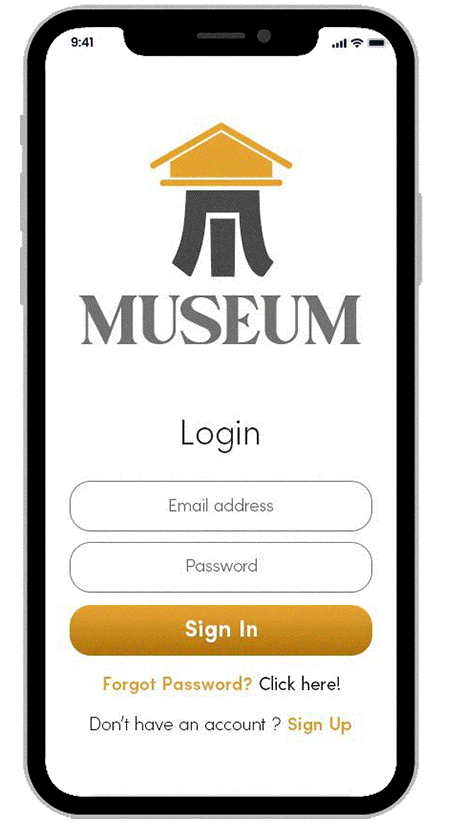 9:41
MUSEUM
Login
Email address
Password
Sign In
Forgot Password? Click here!
Don't have an account ? Sign Up